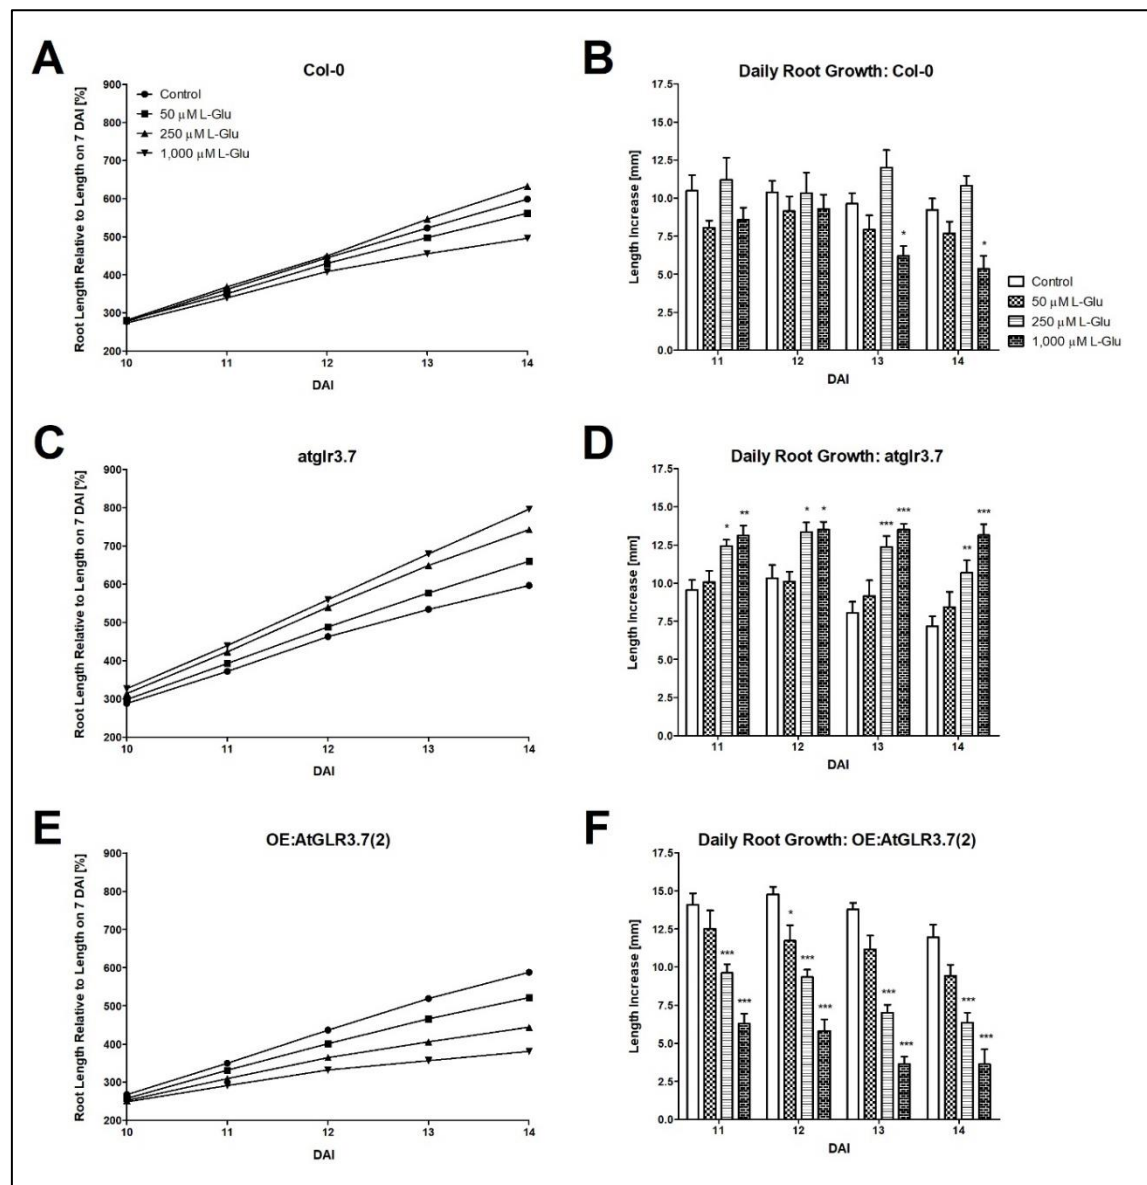 A
Col-0
Root Length Relative to Length on 7 DAI [%]
900
800
700
600
500
400
300
200
Control
50 μM L-Glu
250 μM L-Glu
1,000 μM L-Glu
10 11 12 13 14
DAI
B
Daily Root Growth: Col-0
Length Increase [mm]
17.5
15.0
12.5
10.0
7.5
5.0
2.5
0.0
* *
Control
50 μM L-Glu
250 μM L-Glu
1,000 μM L-Glu
11 12 13 14
DAI
C
atglr3.7
Root Length Relative to Length on 7 DAI [%]
900
800
700
600
500
400
300
200
10 11 12 13 14
DAI
D
Daily Root Growth: atglr3.7
Length Increase [mm]
17.5
15.0
12.5
10.0
7.5
5.0
2.5
0.0
* ** * * *** *** ** ***
11 12 13 14
DAI
E
OE:AtGLR3.7(2)
Root Length Relative to Length on 7 DAI [%]
900
800
700
600
500
400
300
200
10 11 12 13 14
DAI
F
Daily Root Growth: OE:AtGLR3.7(2)
Length Increase [mm]
17.5
15.0
12.5
10.0
7.5
5.0
2.5
0.0
*** *** * *** *** *** *** *** ***
11 12 13 14
DAI